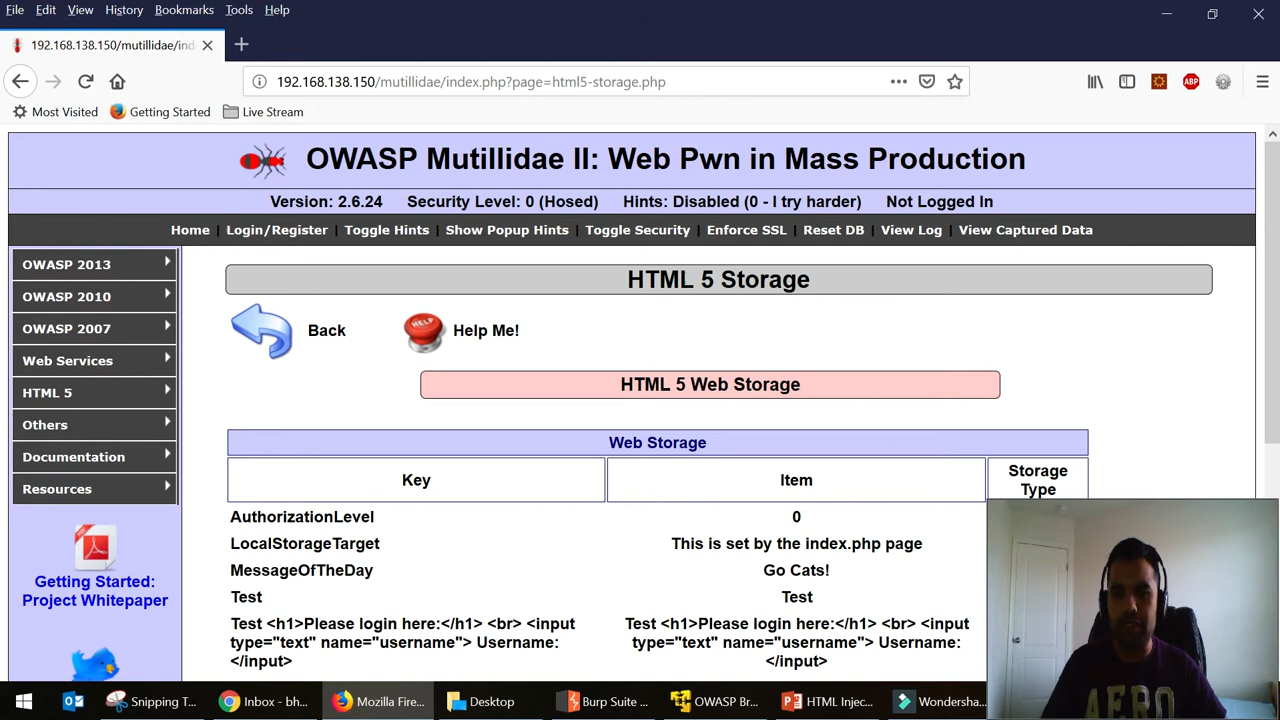 File Edit View History Bookmarks Tools Help
192.168.138.150/mutillidae/ind
192.168.138.150/mutillidae/index.php?page=html5-storage.php
ABP
Most Visited Getting Started Live Stream
OWASP Mutillidae II: Web Pwn in Mass Production
Version: 2.6.24 Security Level: 0 (Hosed) Hints: Disabled (0 - I try harder) Not Logged In
Home | Login/Register | Toggle Hints | Show Popup Hints | Toggle Security | Enforce SSL | Reset DB | View Log | View Captured Data
OWASP 2013
OWASP 2010
OWASP 2007
Web Services
HTML 5
Others
Documentation
Resources
Getting Started:
Project Whitepaper
HTML 5 Storage
Back
HELP
Help Me!
HTML 5 Web Storage
Web Storage
Key Item Storage
Type
AuthorizationLevel 0
LocalStorageTarget This is set by the index.php page
MessageOfTheDay Go Cats!
Test Test
Test <h1>Please login here:</h1> <br> <input Test <h1>Please login here:</h1> <br> <input
type="text" name="username"> Username: type="text" name="username"> Username:
</input> </input>
AERO
Snipping T... Inbox - bh... Mozilla Fire... Desktop Burp Suite ... OWASP Br... HTML Injec... Wondersha...